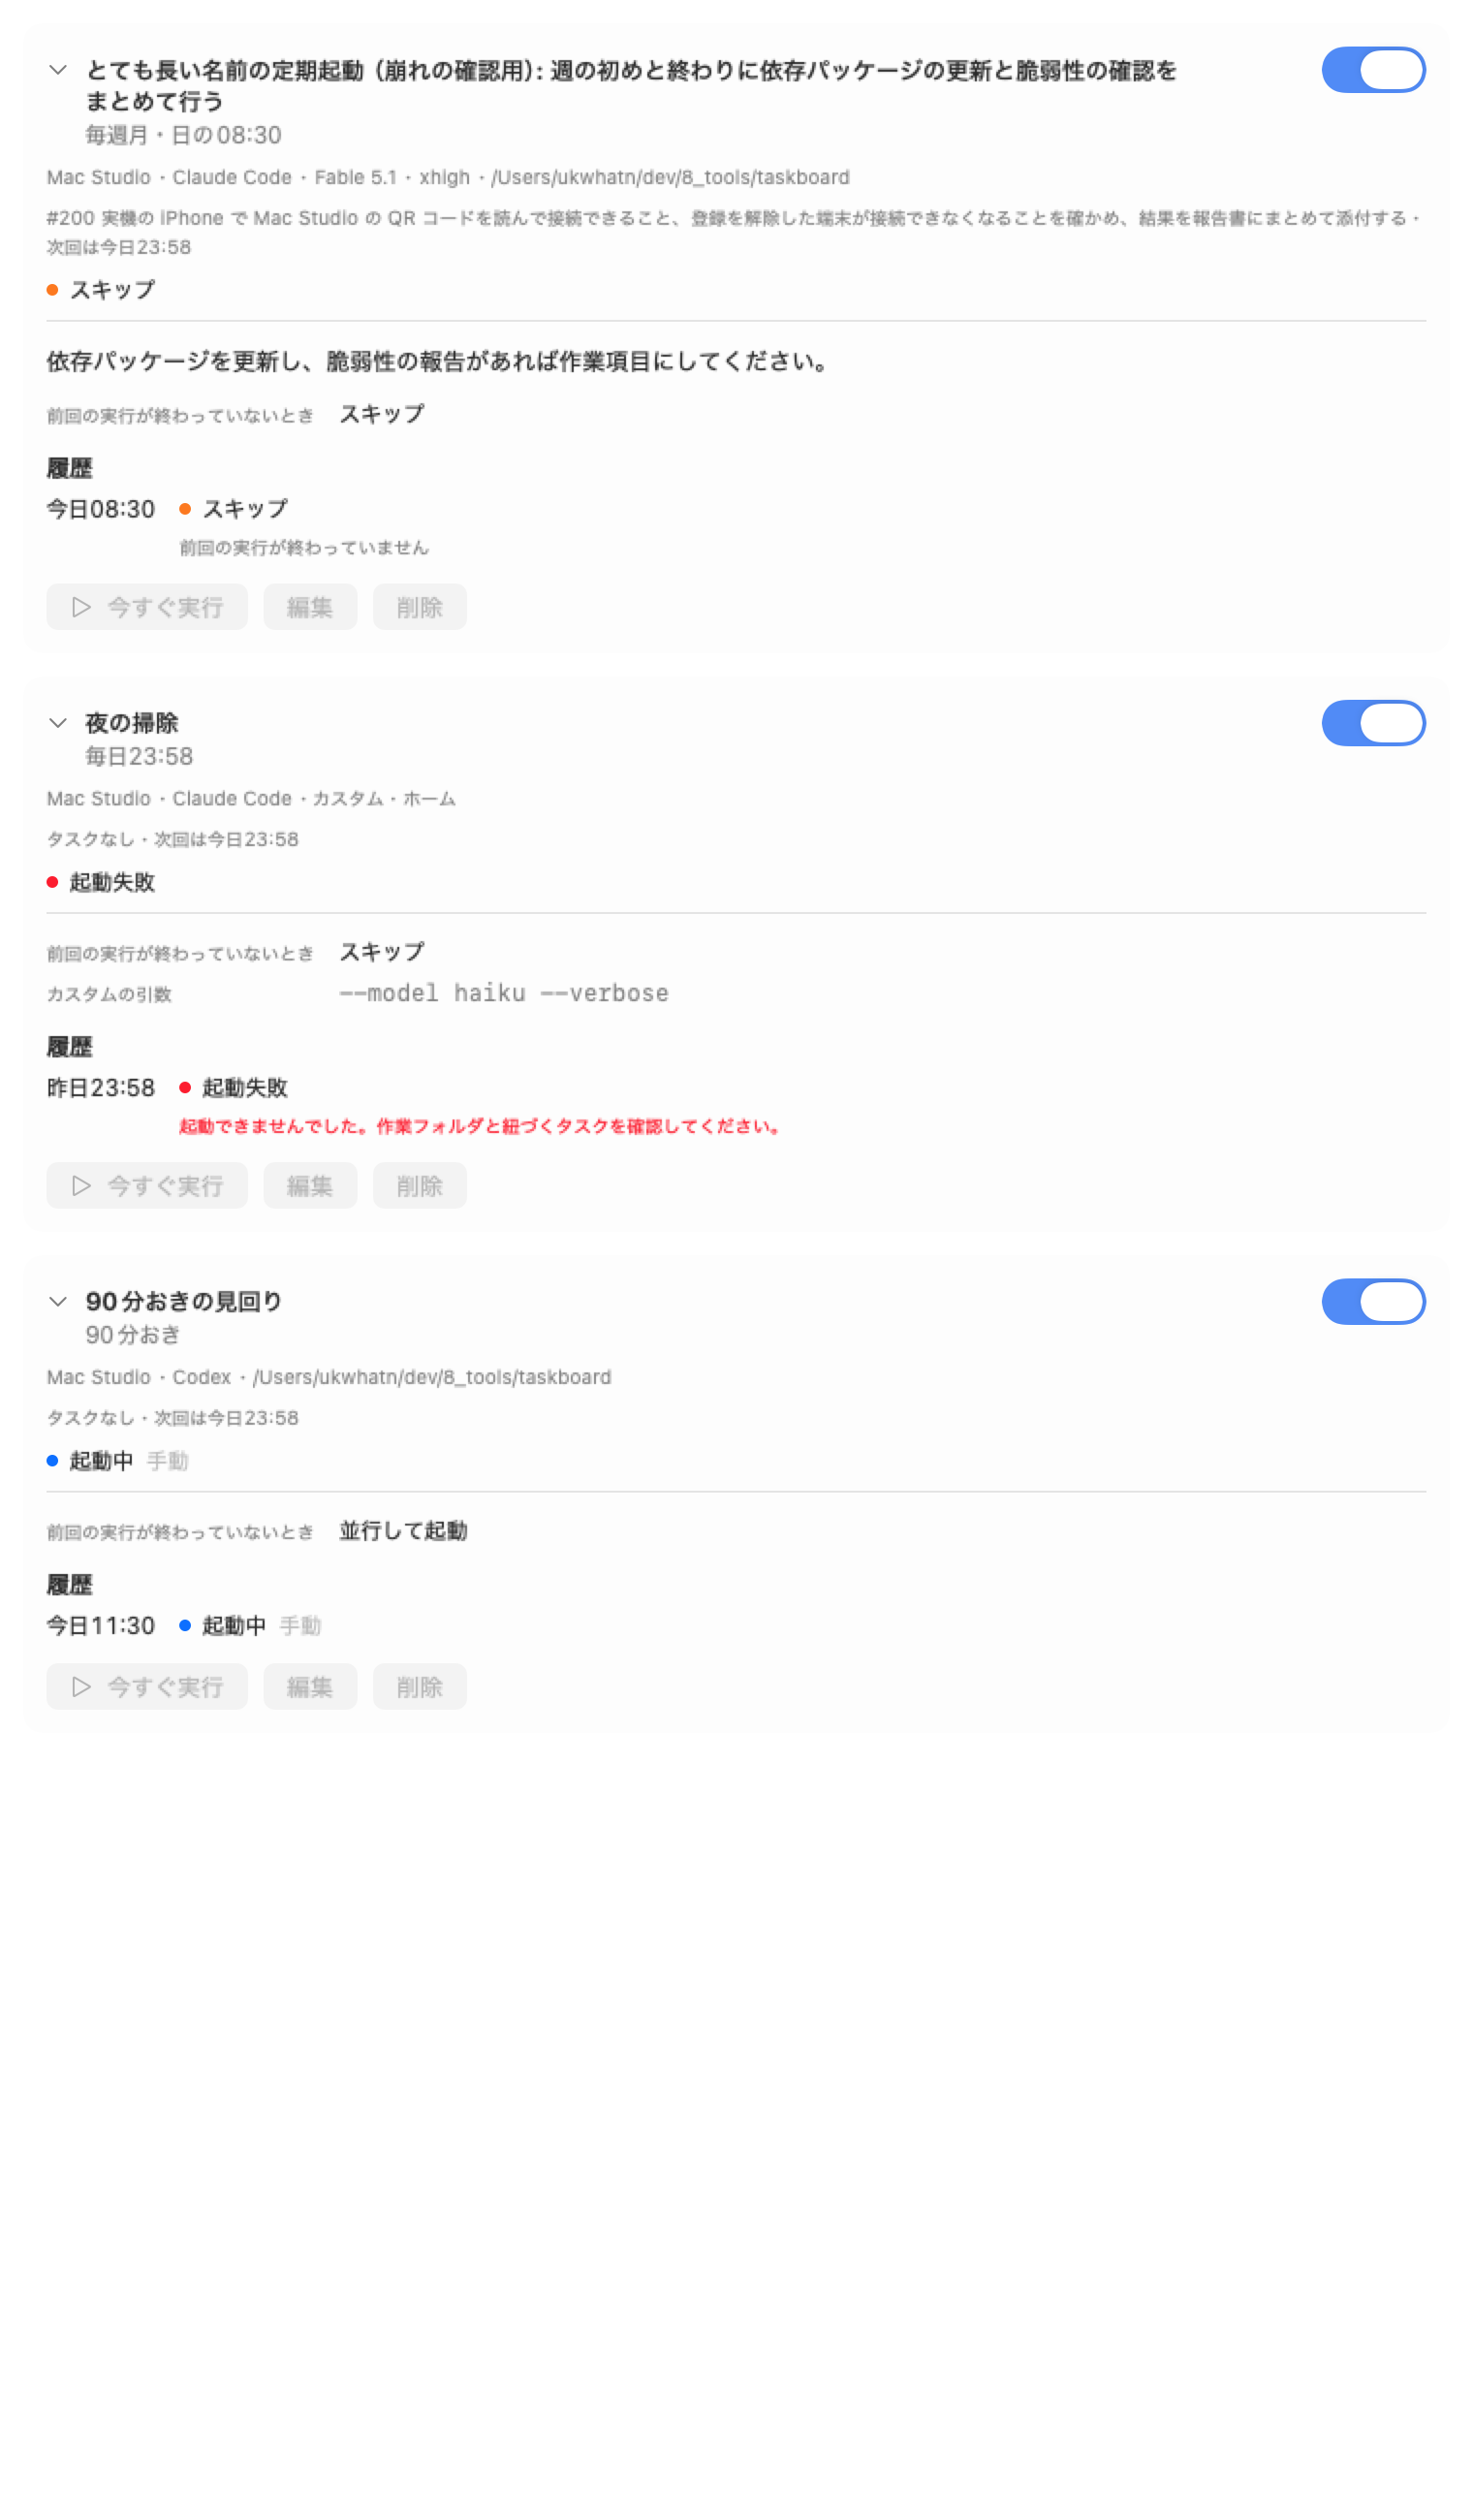 とても長い名前の定期起動（崩れの確認用）: 週の初めと終わりに依存パッケージの更新と脆弱性の確認を
まとめて行う
毎週月・日の08:30
Mac Studio・Claude Code・Fable 5.1・xhigh・/Users/ukwhatn/dev/8_tools/taskboard
#200 実機の iPhone で Mac Studio の QR コードを読んで接続できること、登録を解除した端末が接続できなくなることを確かめ、結果を報告書にまとめて添付する・
次回は今日23:58
スキップ
依存パッケージを更新し、脆弱性の報告があれば作業項目にしてください。
前回の実行が終わっていないとき スキップ
履歴
今日08:30 スキップ
前回の実行が終わっていません
今すぐ実行 編集 削除
夜の掃除
毎日23:58
Mac Studio・Claude Code・カスタム・ホーム
タスクなし・次回は今日23:58
起動失敗
前回の実行が終わっていないとき スキップ
カスタムの引数 --model haiku --verbose
履歴
昨日23:58 起動失敗
起動できませんでした。作業フォルダと紐づくタスクを確認してください。
今すぐ実行 編集 削除
90分おきの見回り
90分おき
Mac Studio・Codex・/Users/ukwhatn/dev/8_tools/taskboard
タスクなし・次回は今日23:58
起動中 手動
前回の実行が終わっていないとき 並行して起動
履歴
今日11:30 起動中 手動
今すぐ実行 編集 削除